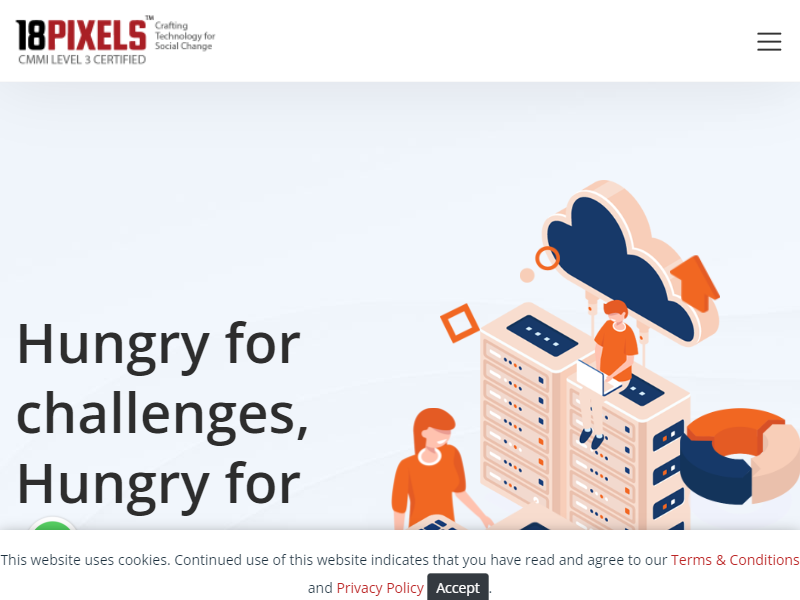 18PIXELS™
Crafting
Technology for
Social Change
CMMI LEVEL 3 CERTIFIED
Hungry for
challenges,
Hungry for
This website uses cookies. Continued use of this website indicates that you have read and agree to our Terms & Conditions
and Privacy Policy Accept.